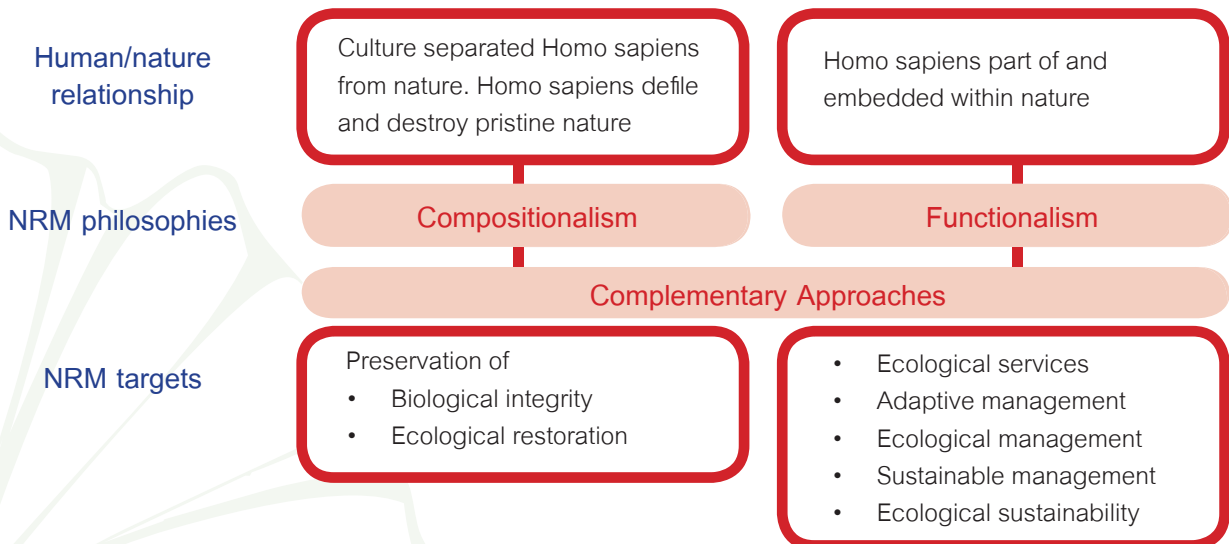 Human/nature
relationship
Culture separated Homo sapiens
from nature. Homo sapiens defile
and destroy pristine nature
Homo sapiens part of and
embedded within nature
NRM philosophies
Compositionalism
Functionalism
Complementary Approaches
NRM targets
Preservation of
• Biological integrity
• Ecological restoration
• Ecological services
• Adaptive management
• Ecological management
• Sustainable management
• Ecological sustainability